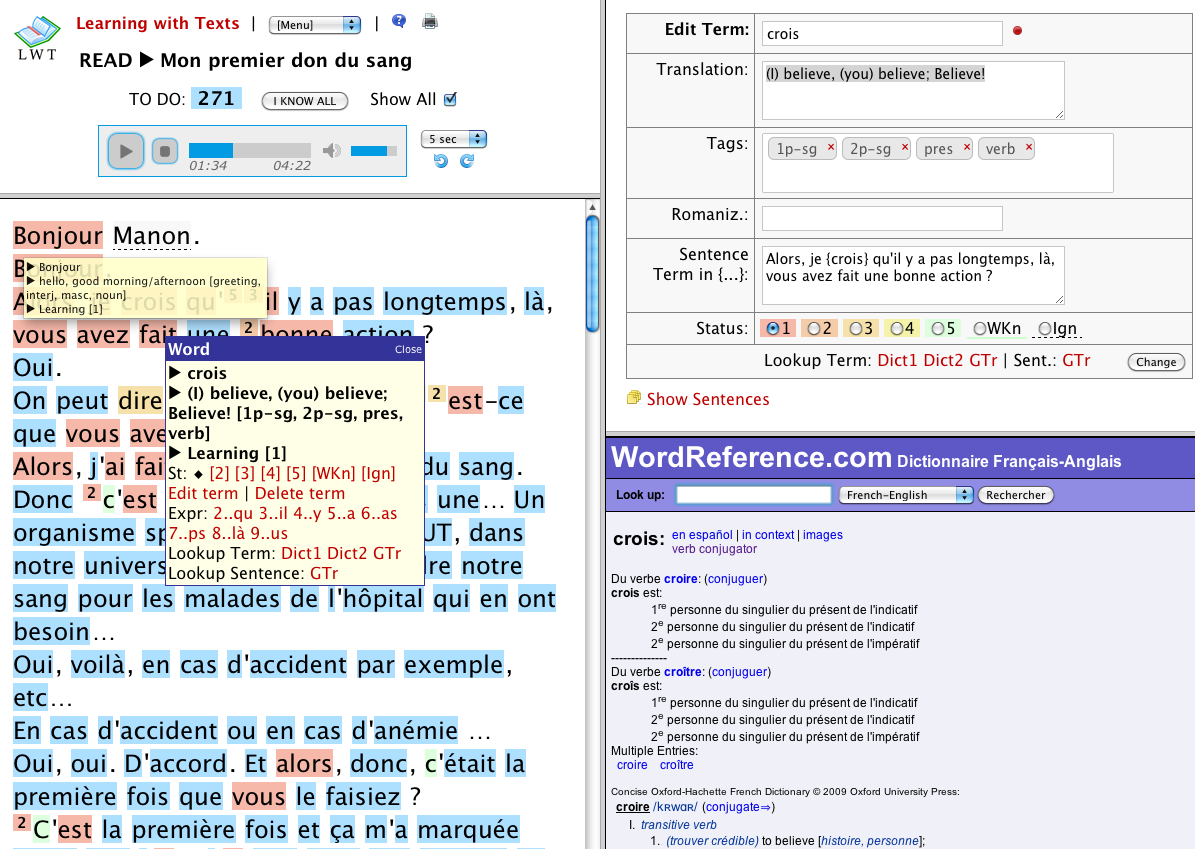 Learning with Texts | [Menu] |
LWT
READ ▶ Mon premier don du sang
TO DO: 271 I KNOW ALL Show All
5 sec
01:34 04:22
Bonjour Manon.
▶ Bonjour
▶ hello, good morning/afternoon [greeting,
interj, masc, noun]
▶ Learning [1]
crois qu' 5 3 il y a pas longtemps, là,
vous avez fait une 2 bonne action ?
Word Close
▶ crois
▶ (I) believe, (you) believe;
Believe! [1p-sg, 2p-sg, pres,
verb]
▶ Learning [1]
St: ◆ [2] [3] [4] [5] [WKn] [Ign]
Edit term | Delete term
Expr: 2..qu 3..il 4..y 5..a 6..as
7..ps 8..là 9..us
Lookup Term: Dict1 Dict2 GTr
Lookup Sentence: GTr
Oui.
On peut dire 2 est-ce
que vous ave
Alors, j'ai fai du sang.
Donc 2 c'est une... Un
organisme sp UT, dans
notre univers dre notre
sang pour les malades de l'hôpital qui en ont
besoin...
Oui, voilà, en cas d'accident par exemple,
etc...
En cas d'accident ou en cas d'anémie ...
Oui, oui. D'accord. Et alors, donc, c'était la
première fois que vous le faisiez ?
2 C'est la première fois et ça m'a marquée
Edit Term: crois
Translation: (I) believe, (you) believe; Believe!
Tags: 1p-sg x 2p-sg x pres x verb x
Romaniz.:
Sentence
Term in {...}:
Alors, je {crois} qu'il y a pas longtemps, là,
vous avez fait une bonne action ?
Status: 1 2 3 4 5 WKn Ign
Lookup Term: Dict1 Dict2 GTr | Sent.: GTr Change
Show Sentences
WordReference.com Dictionnaire Français-Anglais
Look up: French-English Rechercher
crois: en español | in context | images
verb conjugator
Du verbe croire: (conjuguer)
crois est:
1re personne du singulier du présent de l'indicatif
2e personne du singulier du présent de l'indicatif
2e personne du singulier du présent de l'impératif
--------------
Du verbe croître: (conjuguer)
croîs est:
1re personne du singulier du présent de l'indicatif
2e personne du singulier du présent de l'indicatif
2e personne du singulier du présent de l'impératif
Multiple Entries:
croire croître
Concise Oxford-Hachette French Dictionary © 2009 Oxford University Press:
croire /kʀwɑʀ/ (conjugate⇒)
I. transitive verb
1. (trouver crédible) to believe [histoire, personne];